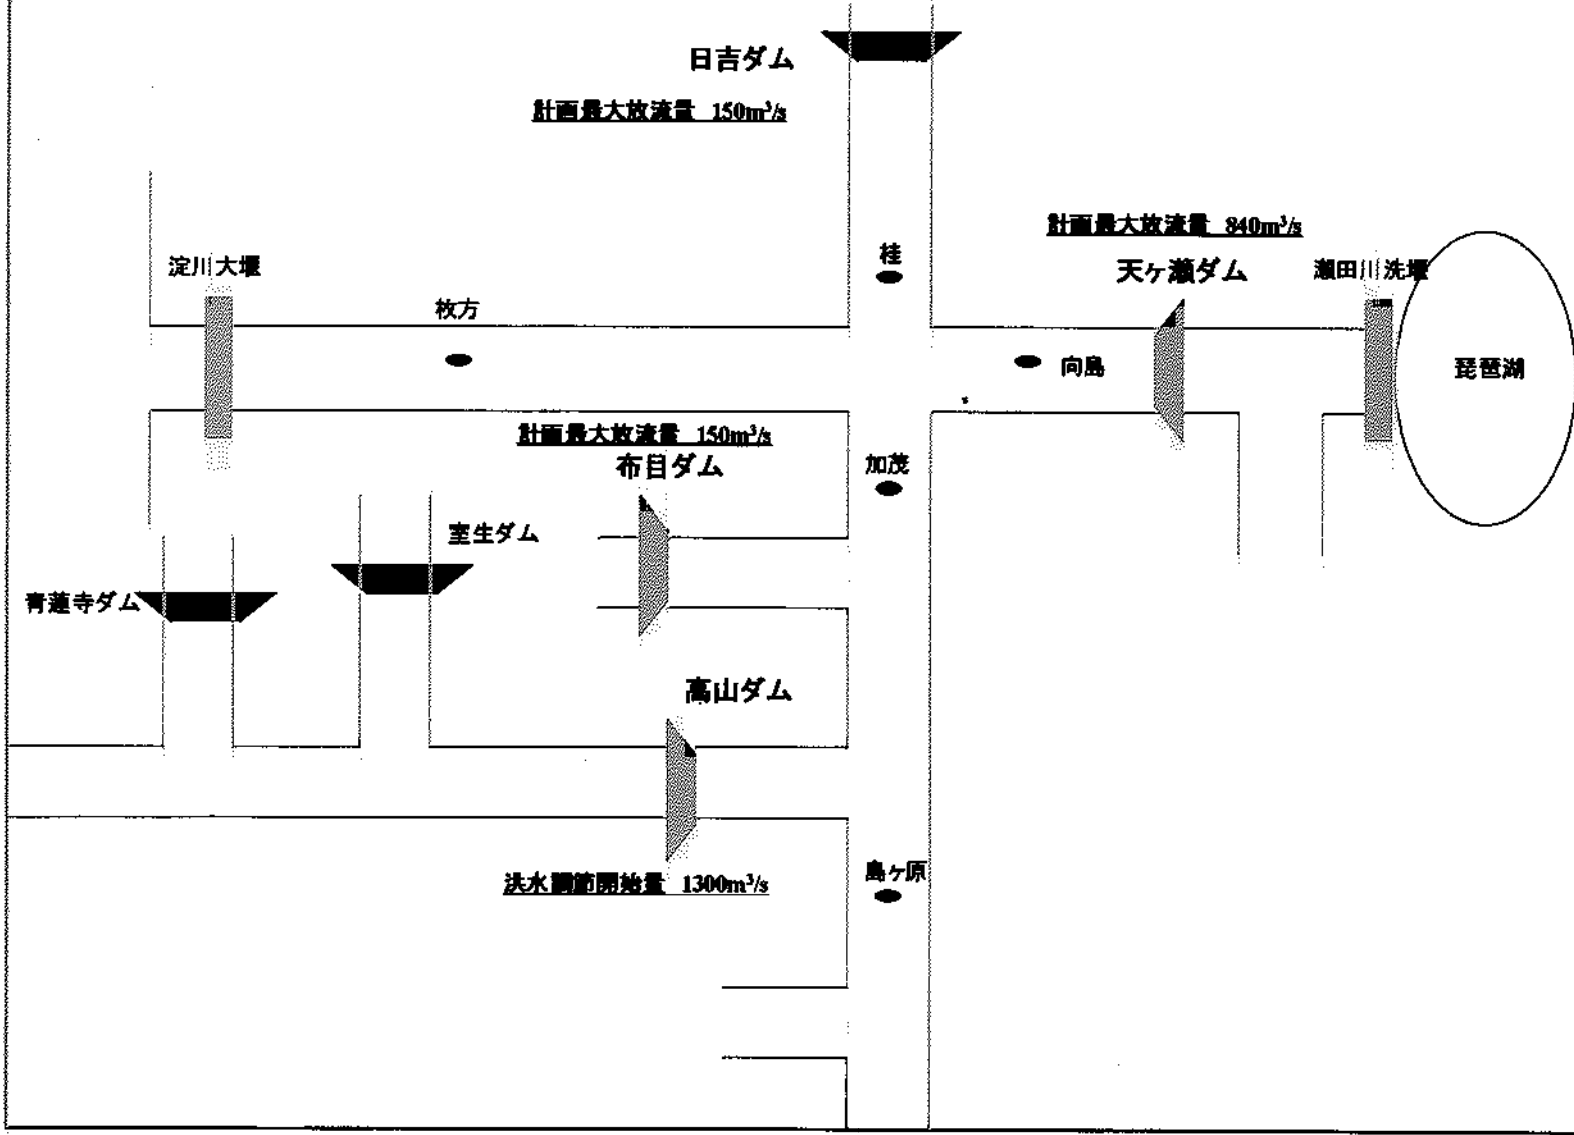 日吉ダム
計画最大放流量 150m³/s
計画最大放流量 840m³/s
桂
淀川大堰
天ヶ瀬ダム
瀬田川洗堰
枚方
向島
琵琶湖
計画最大放流量 150m³/s
布目ダム
加茂
室生ダム
青蓮寺ダム
高山ダム
島ヶ原
洪水調節開始量 1300m³/s